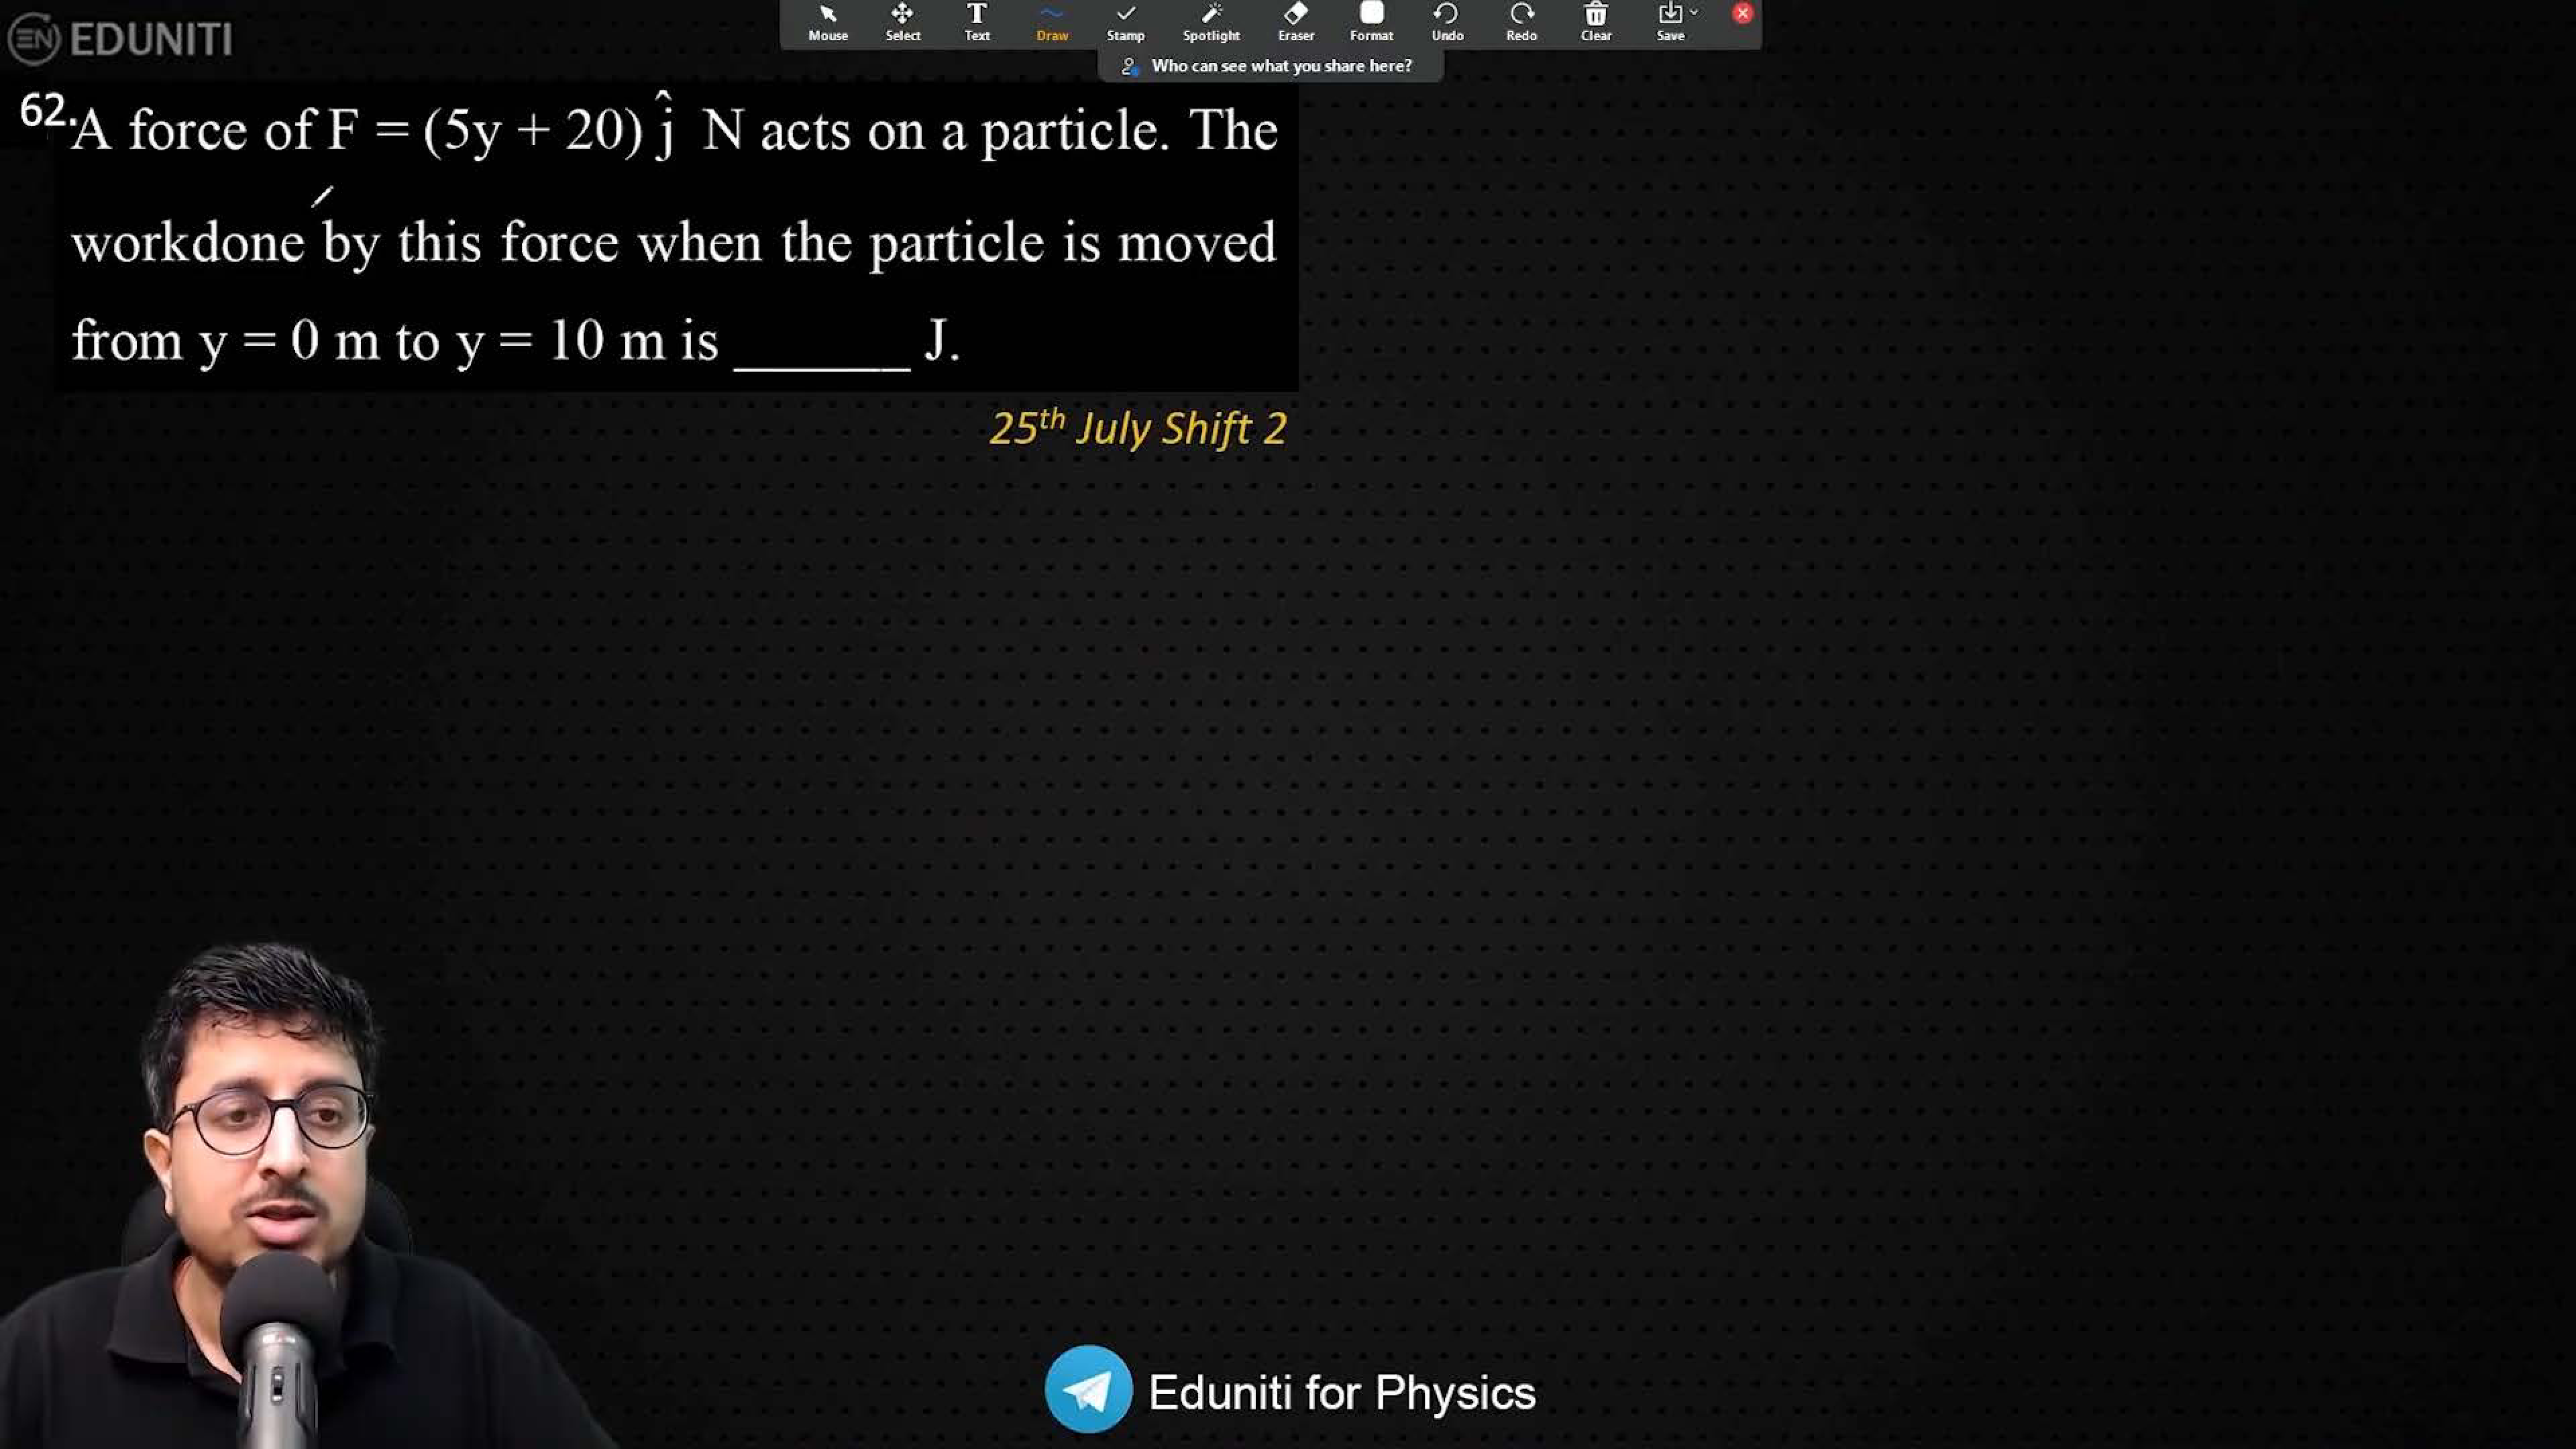 EN EDUNITI
Mouse Select Text Draw Stamp Spotlight Eraser Format Undo Redo Clear Save
Who can see what you share here?
62. A force of F = (5y + 20) ĵ N acts on a particle. The
workdone by this force when the particle is moved
from y = 0 m to y = 10 m is _______ J.
25th July Shift 2
Eduniti for Physics